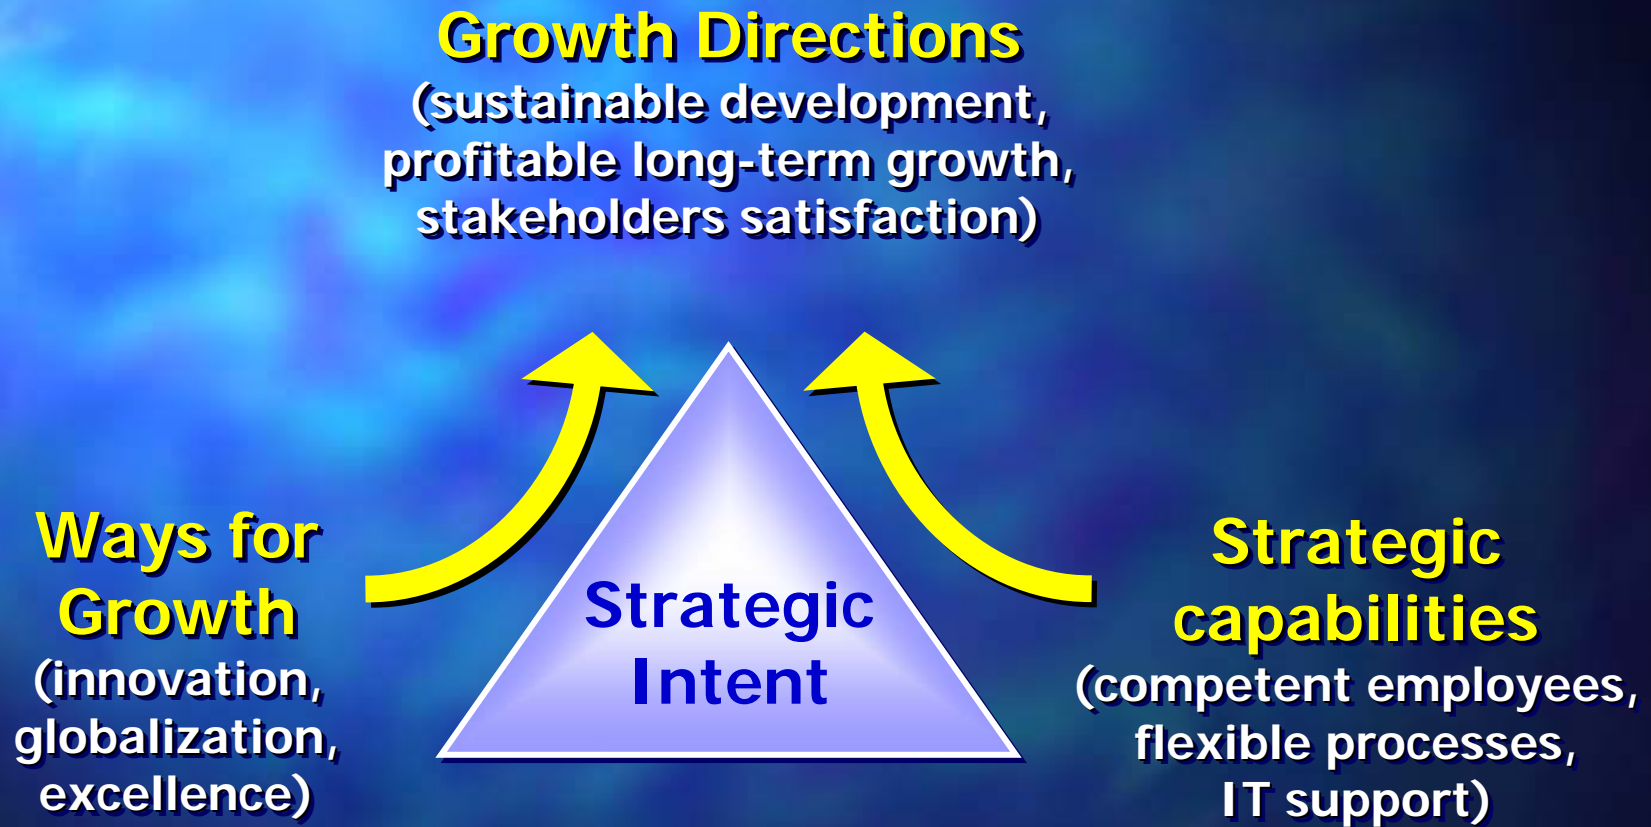 Growth Directions
(sustainable development,
profitable long-term growth,
stakeholders satisfaction)
Ways for
Growth
(innovation,
globalization,
excellence)
Strategic
Intent
Strategic
capabilities
(competent employees,
flexible processes,
IT support)